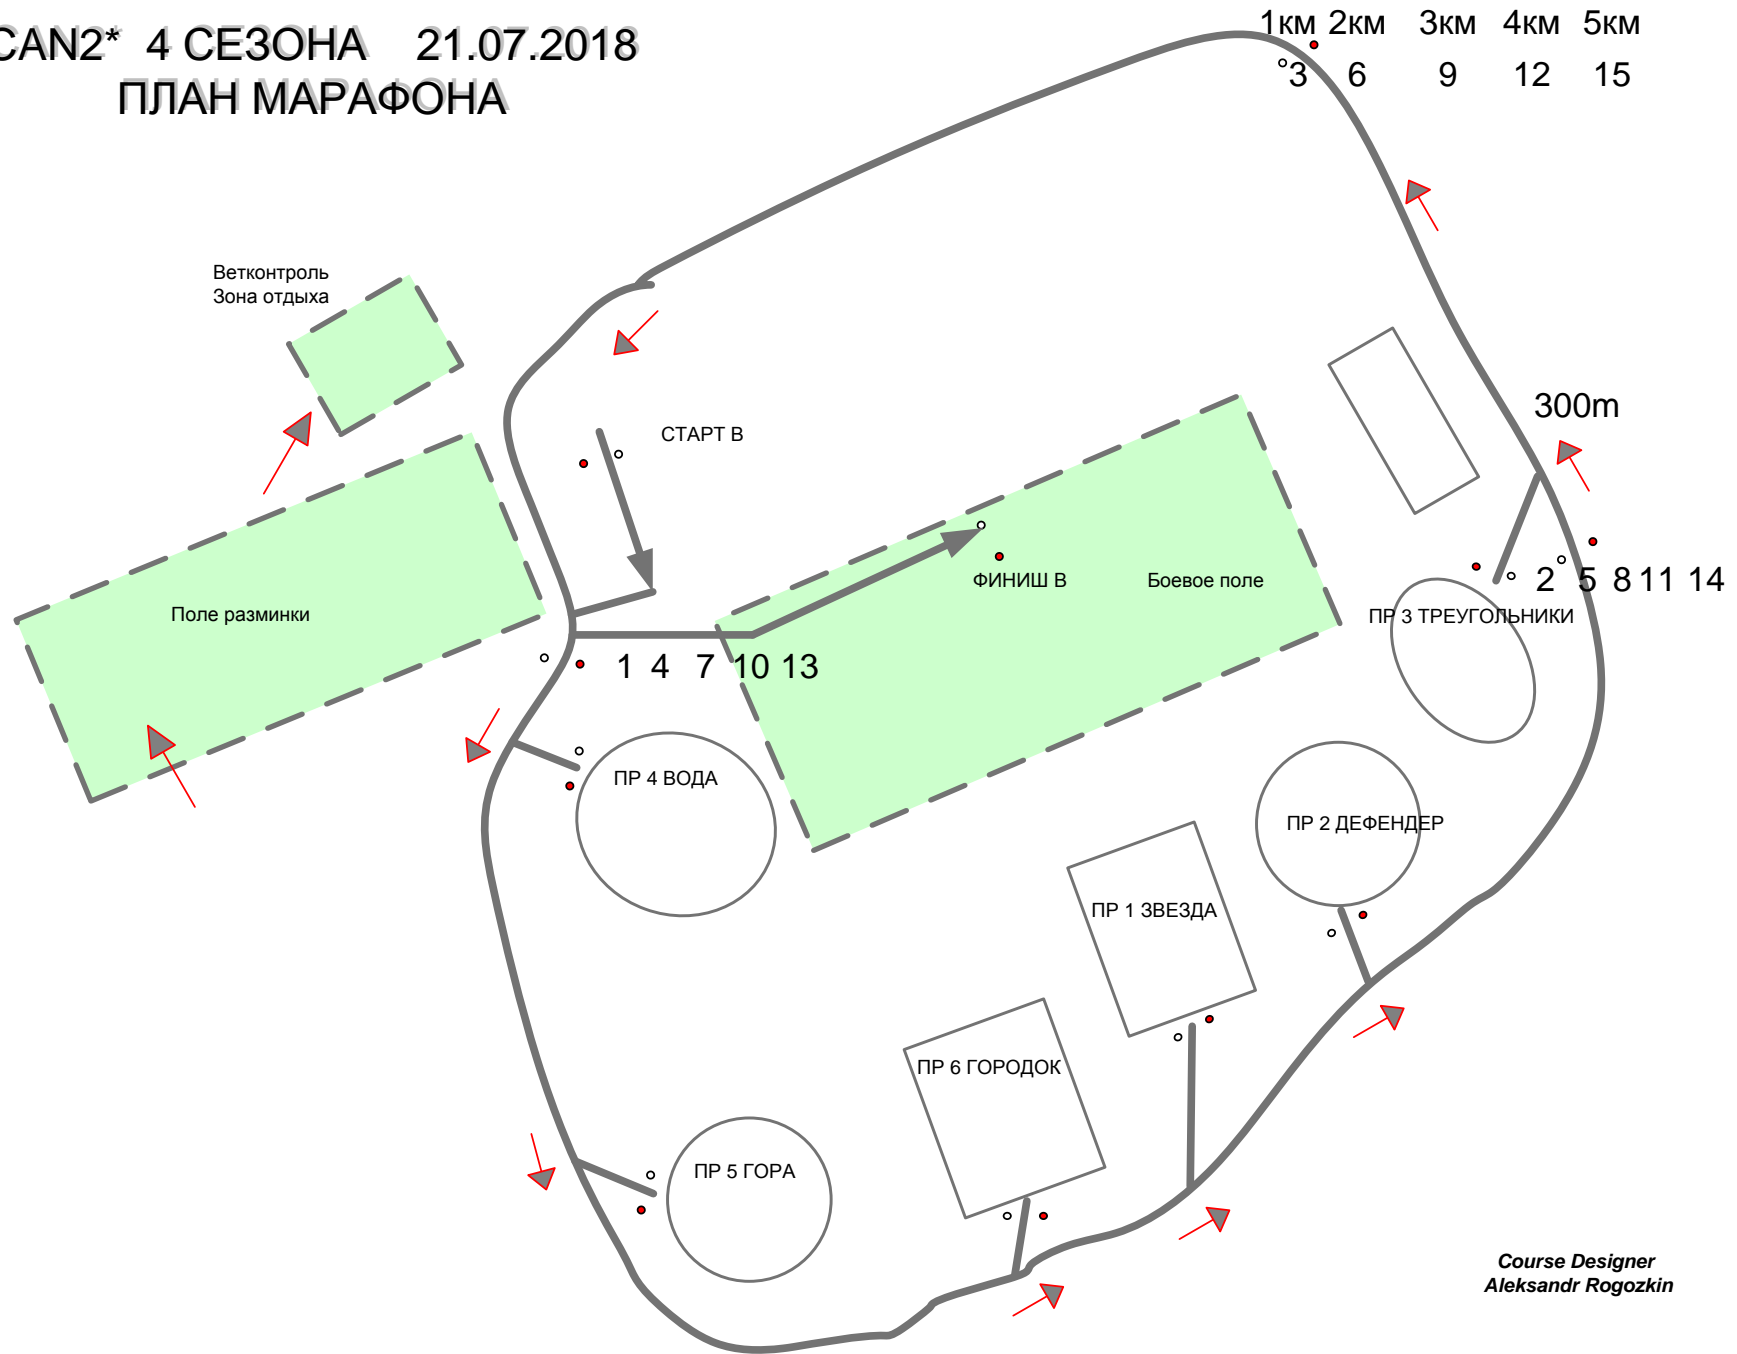 CAN2* 4 СЕЗОНА 21.07.2018
ПЛАН МАРАФОНА
1км 2км 3км 4км 5км
3 6 9 12 15
Ветконтроль
Зона отдыха
300m
СТАРТ В
ФИНИШ В
Боевое поле
2 5 8 11 14
Поле разминки
ПР 3 ТРЕУГОЛЬНИКИ
1 4 7 10 13
ПР 4 ВОДА
ПР 2 ДЕФЕНДЕР
ПР 1 ЗВЕЗДА
ПР 6 ГОРОДОК
ПР 5 ГОРА
Course Designer
Aleksandr Rogozkin